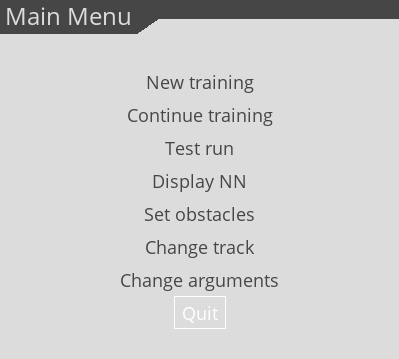 Main Menu
New training
Continue training
Test run
Display NN
Set obstacles
Change track
Change arguments
Quit